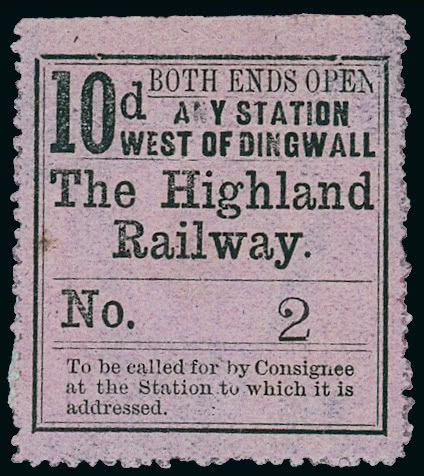 10d BOTH ENDS OPEN
ANY STATION
WEST OF DINGWALL
The Highland
Railway.
No. 2
To be called for by Consignee
at the Station to which it is
addressed.